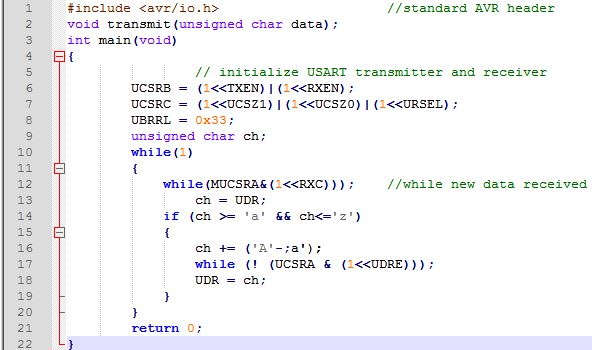 1 #include <avr/io.h> //standard AVR header
2 void transmit(unsigned char data);
3 int main(void)
4 {
5 // initialize USART transmitter and receiver
6 UCSRB = (1<<TXEN)|(1<<RXEN);
7 UCSRC = (1<<UCSZ1)|(1<<UCSZ0)|(1<<URSEL);
8 UBRRL = 0x33;
9 unsigned char ch;
10 while(1)
11 {
12 while(MUCSRA&(1<<RXC))); //while new data received
13 ch = UDR;
14 if (ch >= 'a' && ch<='z')
15 {
16 ch += ('A'-;a');
17 while (! (UCSRA & (1<<UDRE)));
18 UDR = ch;
19 }
20 }
21 return 0;
22 }